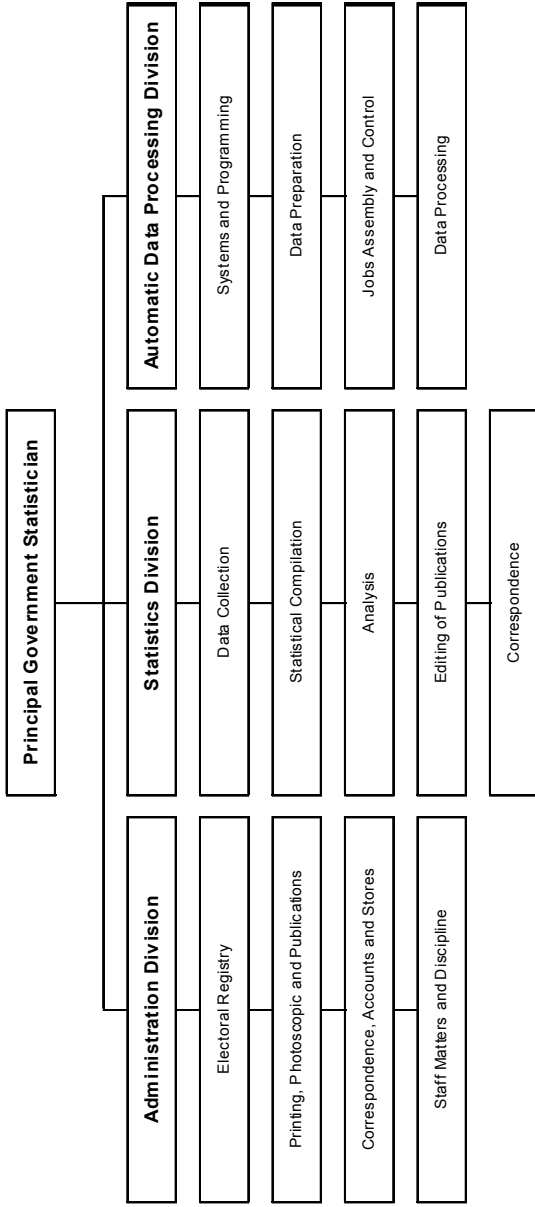 Principal Government Statistician
Administration Division
Electoral Registry
Printing, Photoscopic and Publications
Correspondence, Accounts and Stores
Staff Matters and Discipline
Statistics Division
Data Collection
Statistical Compilation
Analysis
Editing of Publications
Correspondence
Automatic Data Processing Division
Systems and Programming
Data Preparation
Jobs Assembly and Control
Data Processing